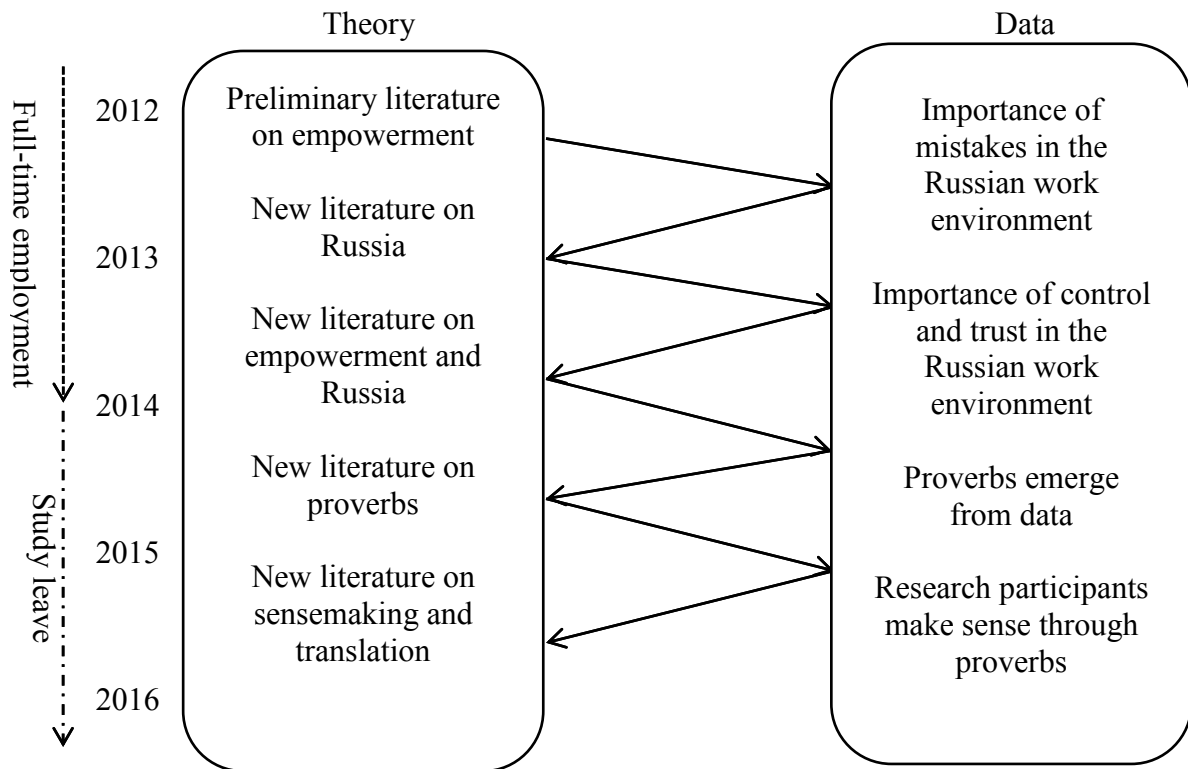 Theory
Data
Full-time employment
Study leave
2012
2013
2014
2015
2016
Preliminary literature
on empowerment
New literature on
Russia
New literature on
empowerment and
Russia
New literature on
proverbs
New literature on
sensemaking and
translation
Importance of
mistakes in the
Russian work
environment
Importance of control
and trust in the
Russian work
environment
Proverbs emerge
from data
Research participants
make sense through
proverbs